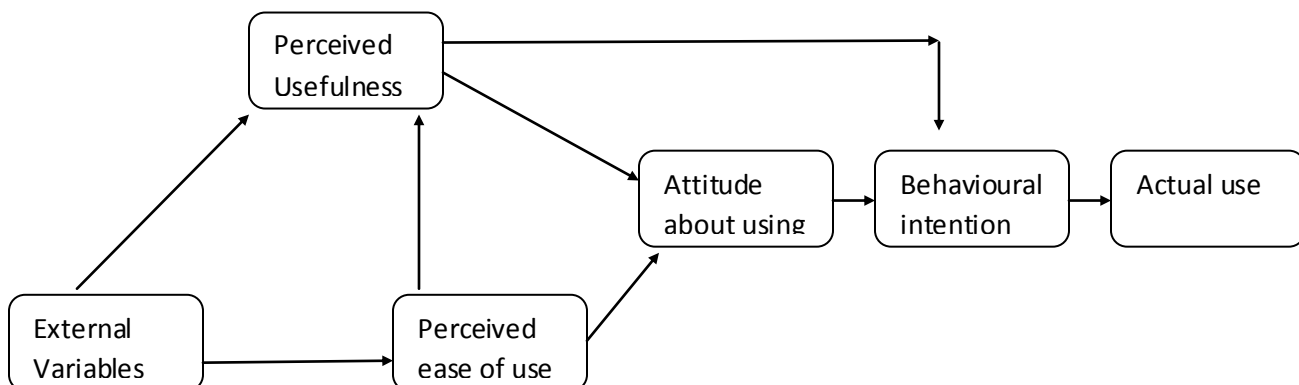 Perceived
Usefulness
Attitude
about using
Behavioural
intention
Actual use
External
Variables
Perceived
ease of use